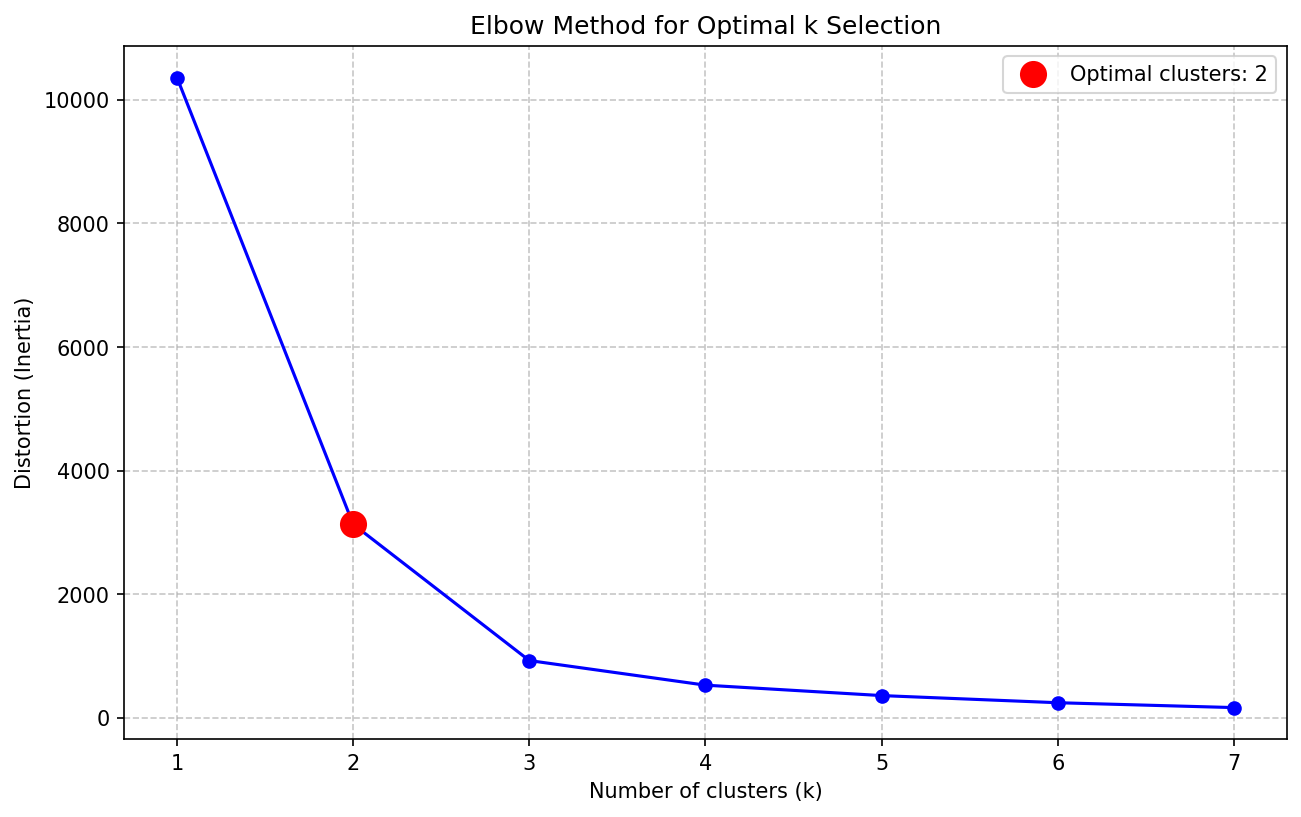 Elbow Method for Optimal k Selection
Optimal clusters: 2
Distortion (Inertia)
10000
8000
6000
4000
2000
0
1 2 3 4 5 6 7
Number of clusters (k)